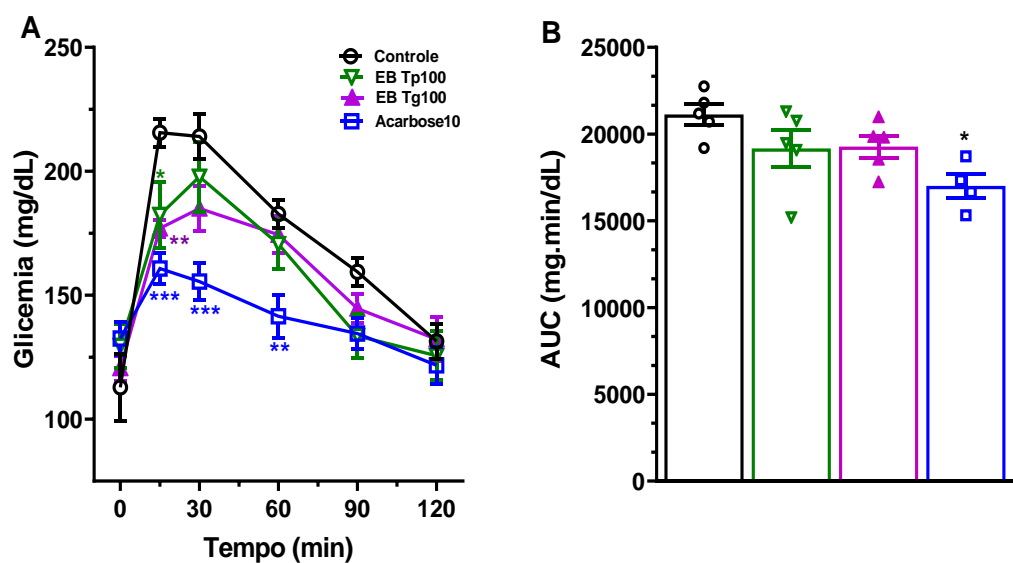 A
250
200
150
100
Glicemia (mg/dL)
Controle
EB Tp100
EB Tg100
Acarbose10
*
**
***
***
**
0 30 60 90 120
Tempo (min)
B
25000
20000
15000
10000
5000
0
AUC (mg.min/dL)
*